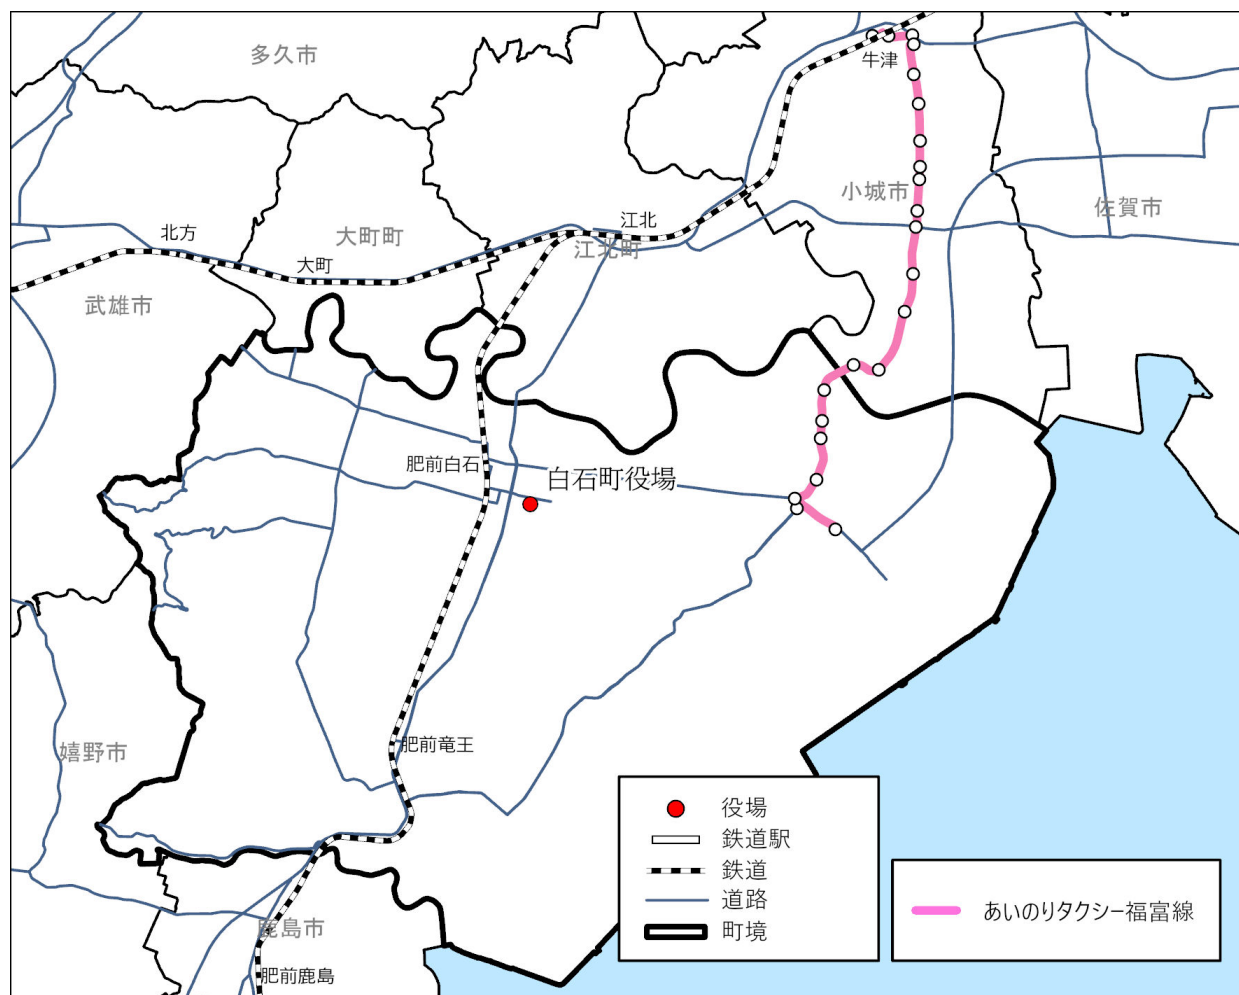 多久市
牛津
小城市
佐賀市
北方
大町町
江北
江北町
大町
武雄市
肥前白石
白石町役場
肥前竜王
嬉野市
鹿島市
肥前鹿島
役場
鉄道駅
鉄道
道路
町境
あいのりタクシー福富線